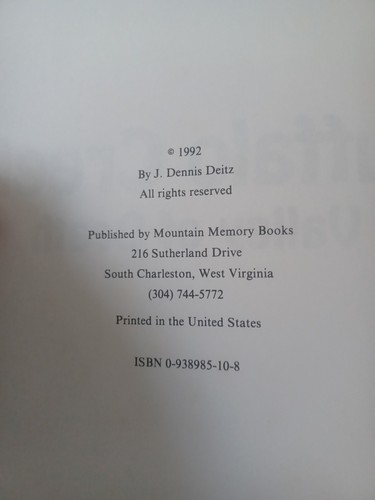 © 1992
By J. Dennis Deitz
All rights reserved
Published by Mountain Memory Books
216 Sutherland Drive
South Charleston, West Virginia
(304) 744-5772
Printed in the United States
ISBN 0-938985-10-8